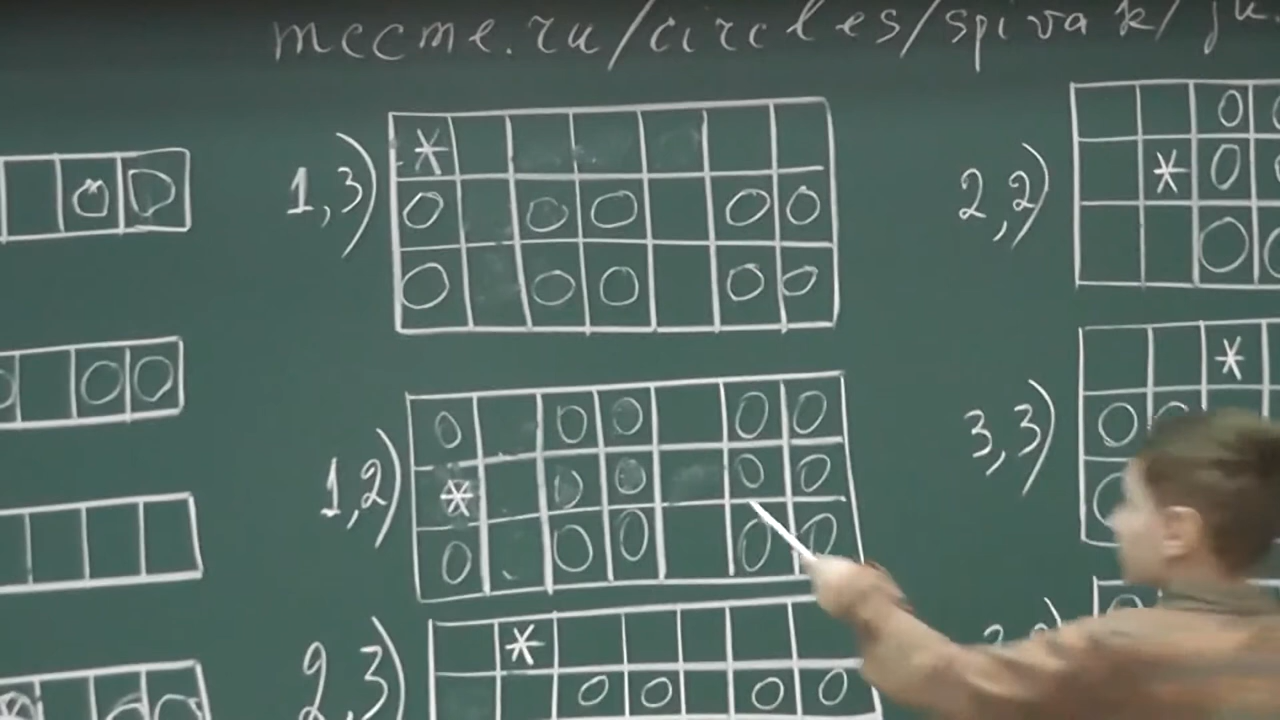 mccme.ru/circles/spivak/
1,3)
*
O O O O O
O O O O O
2,2)
O
* O
O
1,2)
O O O O O
* O O O O
O O O O O
3,3)
*
O
2,3)
*
O O O O